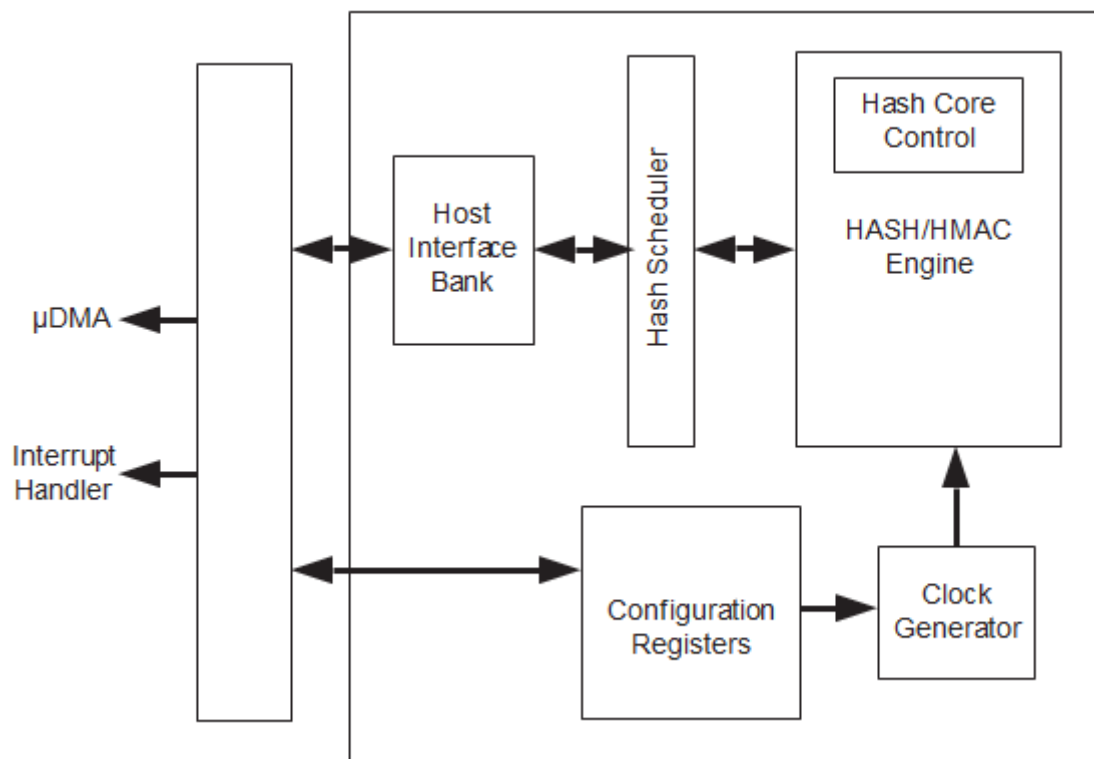 Hash Core
Control
Host
Interface
Bank
Hash Scheduler
HASH/HMAC
Engine
µDMA
Interrupt
Handler
Configuration
Registers
Clock
Generator